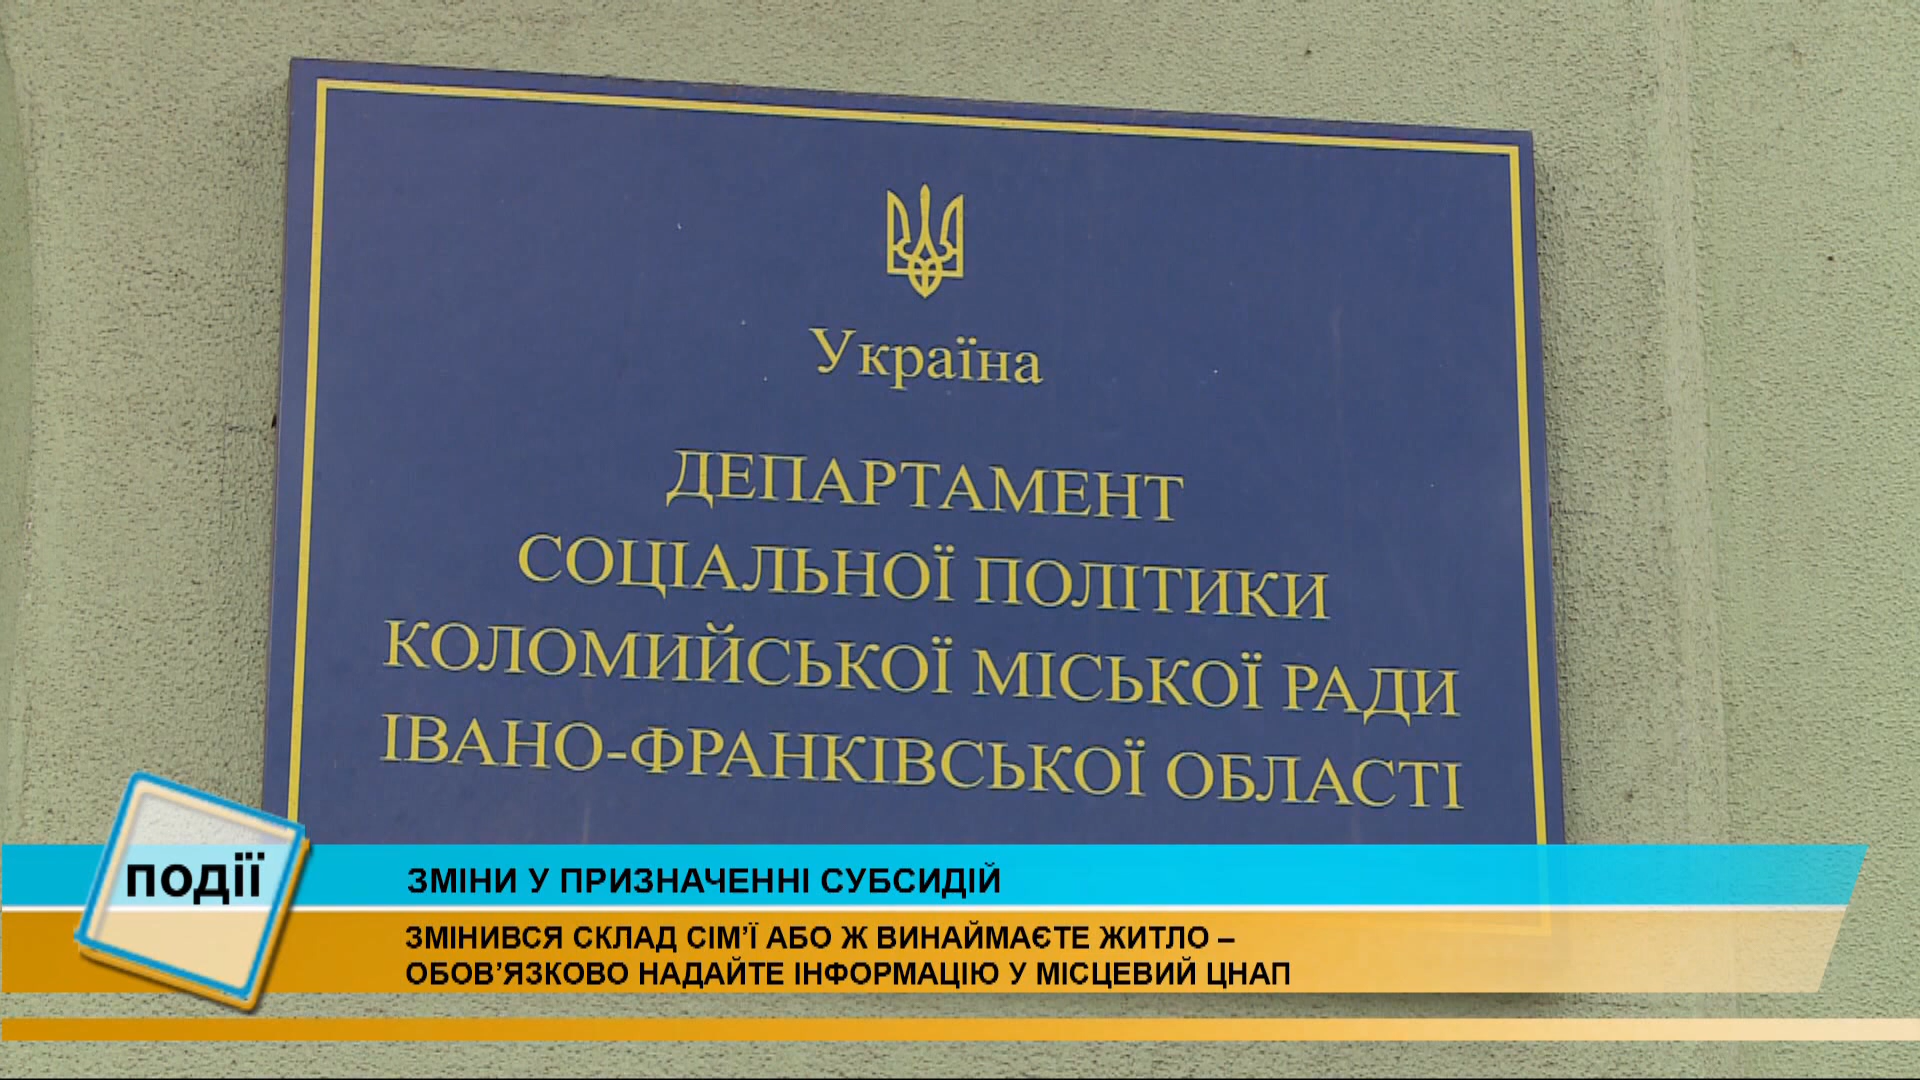 Україна
ДЕПАРТАМЕНТ
СОЦІАЛЬНОЇ ПОЛІТИКИ
КОЛОМИЙСЬКОЇ МІСЬКОЇ РАДИ
ІВАНО-ФРАНКІВСЬКОЇ ОБЛАСТІ
події
ЗМІНИ У ПРИЗНАЧЕННІ СУБСИДІЙ
ЗМІНИВСЯ СКЛАД СІМ’Ї АБО Ж ВИНАЙМАЄТЕ ЖИТЛО –
ОБОВ’ЯЗКОВО НАДАЙТЕ ІНФОРМАЦІЮ У МІСЦЕВИЙ ЦНАП